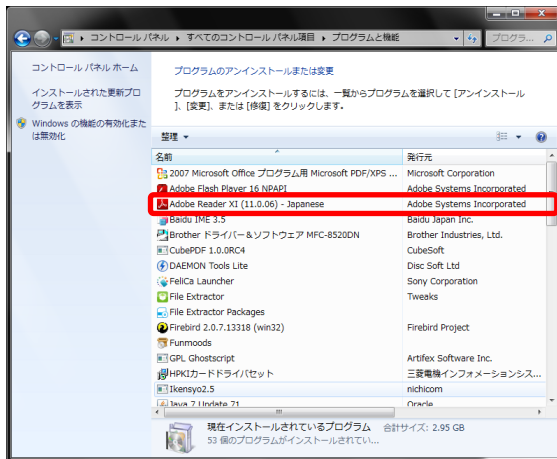 コントロール パネル ▸ すべてのコントロール パネル項目 ▸ プログラムと機能
プログラ...
コントロール パネル ホーム
インストールされた更新プログラムを表示
Windows の機能の有効化または無効化
プログラムのアンインストールまたは変更
プログラムをアンインストールするには、一覧からプログラムを選択して [アンインストール
]、[変更]、または [修復] をクリックします。
整理
名前 発行元
2007 Microsoft Office プログラム用 Microsoft PDF/XPS ... Microsoft Corporation
Adobe Flash Player 16 NPAPI Adobe Systems Incorporated
Adobe Reader XI (11.0.06) - Japanese Adobe Systems Incorporated
Baidu IME 3.5 Baidu Japan Inc.
Brother ドライバー＆ソフトウェア MFC-8520DN Brother Industries, Ltd.
CubePDF 1.0.0RC4 CubeSoft
DAEMON Tools Lite Disc Soft Ltd
FeliCa Launcher Sony Corporation
File Extractor Tweaks
File Extractor Packages
Firebird 2.0.7.13318 (win32) Firebird Project
Funmoods
GPL Ghostscript Artifex Software Inc.
HPKIカードドライバセット 三菱電機インフォメーションシス...
Ikensyo2.5 nichicom
Java 7 Update 71 Oracle
現在インストールされているプログラム 合計サイズ: 2.95 GB
53 個のプログラムがインストールされてい...